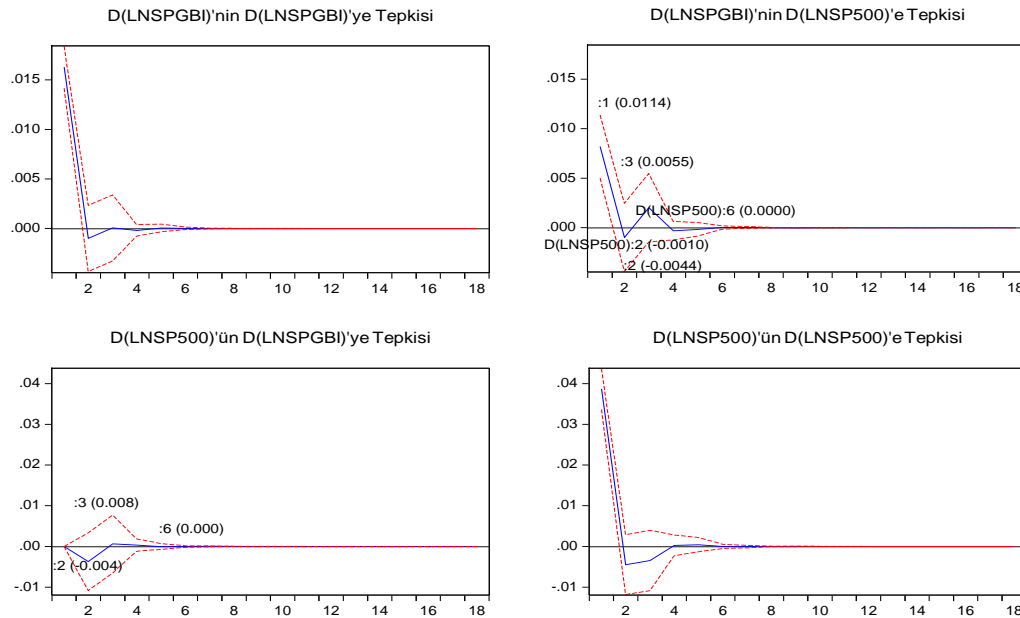 D(LNSPGBI)'nin D(LNSPGBI)'ye Tepkisi
.015
.010
.005
.000
2 4 6 8 10 12 14 16 18
D(LNSPGBI)'nin D(LNSP500)'e Tepkisi
.015
:1 (0.0114)
.010
:3 (0.0055)
.005
D(LNSP500):6 (0.0000)
.000
D(LNSP500):2 (-0.0010)
:2 (-0.0044)
2 4 6 8 10 12 14 16 18
D(LNSP500)'ün D(LNSPGBI)'ye Tepkisi
.04
.03
.02
.01
:3 (0.008)
:6 (0.000)
.00
:2 (-0.004)
-.01
2 4 6 8 10 12 14 16 18
D(LNSP500)'ün D(LNSP500)'e Tepkisi
.04
.03
.02
.01
.00
-.01
2 4 6 8 10 12 14 16 18